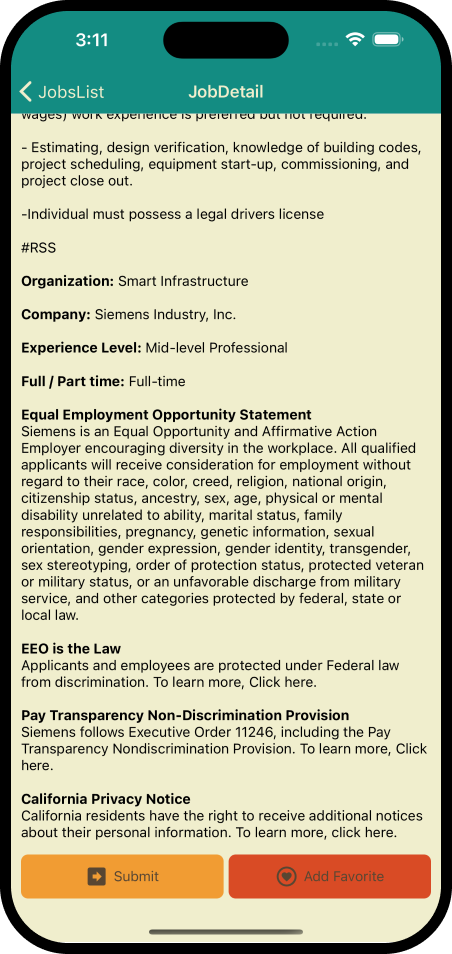 3:11
JobsList
JobDetail
wages) work experience is preferred but not required.
- Estimating, design verification, knowledge of building codes,
project scheduling, equipment start-up, commissioning, and
project close out.
-Individual must possess a legal drivers license
#RSS
Organization: Smart Infrastructure
Company: Siemens Industry, Inc.
Experience Level: Mid-level Professional
Full / Part time: Full-time
Equal Employment Opportunity Statement
Siemens is an Equal Opportunity and Affirmative Action
Employer encouraging diversity in the workplace. All qualified
applicants will receive consideration for employment without
regard to their race, color, creed, religion, national origin,
citizenship status, ancestry, sex, age, physical or mental
disability unrelated to ability, marital status, family
responsibilities, pregnancy, genetic information, sexual
orientation, gender expression, gender identity, transgender,
sex stereotyping, order of protection status, protected veteran
or military status, or an unfavorable discharge from military
service, and other categories protected by federal, state or
local law.
EEO is the Law
Applicants and employees are protected under Federal law
from discrimination. To learn more, Click here.
Pay Transparency Non-Discrimination Provision
Siemens follows Executive Order 11246, including the Pay
Transparency Nondiscrimination Provision. To learn more, Click
here.
California Privacy Notice
California residents have the right to receive additional notices
about their personal information. To learn more, click here.
Submit
Add Favorite